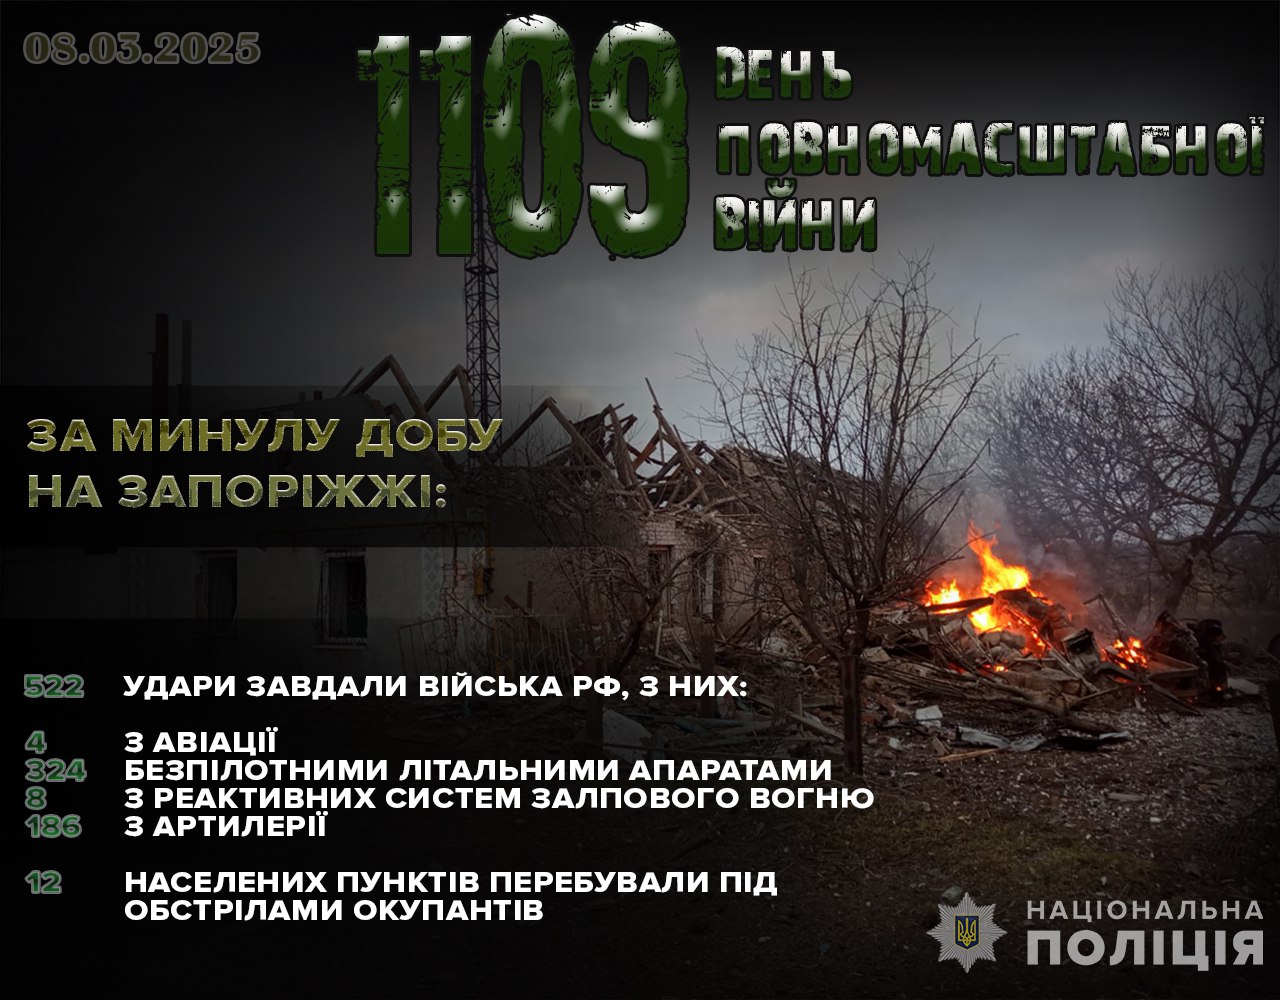 08.03.2025
1109 ДЕНЬ
ПОВНОМАСШТАБНОЇ
ВІЙНИ
ЗА МИНУЛУ ДОБУ
НА ЗАПОРІЖЖІ:
522 УДАРИ ЗАВДАЛИ ВІЙСЬКА РФ, З НИХ:
4 З АВІАЦІЇ
324 БЕЗПІЛОТНИМИ ЛІТАЛЬНИМИ АПАРАТАМИ
8 З РЕАКТИВНИХ СИСТЕМ ЗАЛПОВОГО ВОГНЮ
186 З АРТИЛЕРІЇ
12 НАСЕЛЕНИХ ПУНКТІВ ПЕРЕБУВАЛИ ПІД
ОБСТРІЛАМИ ОКУПАНТІВ
НАЦІОНАЛЬНА
ПОЛІЦІЯ